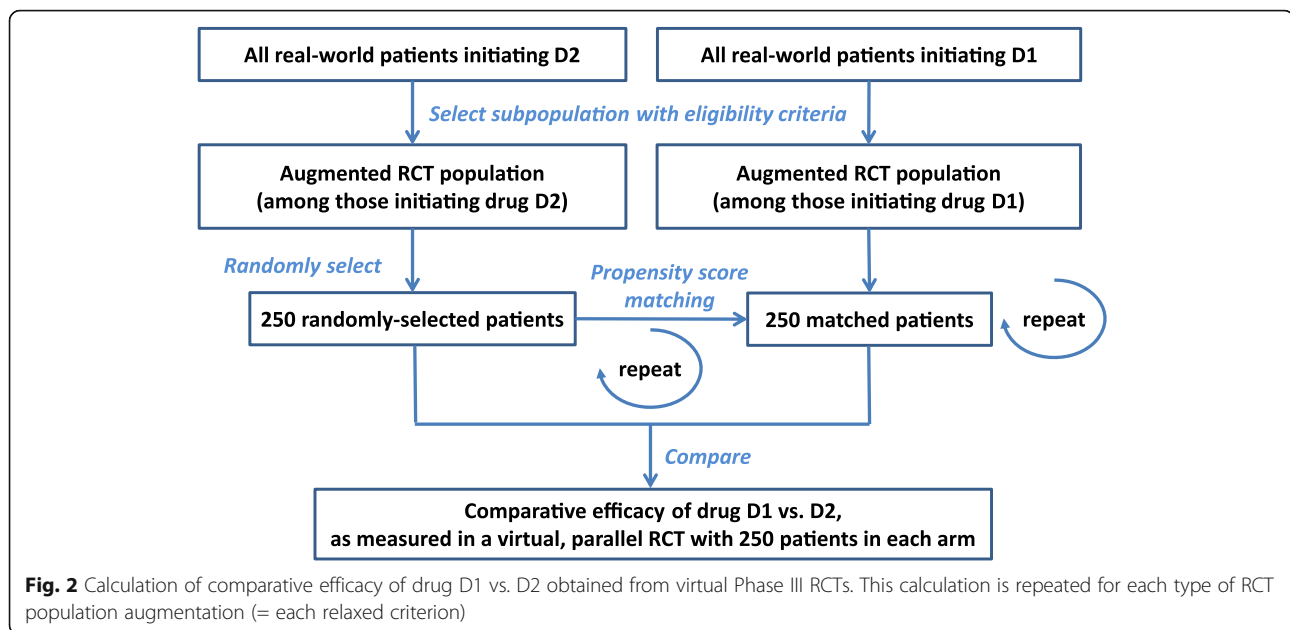 All real-world patients initiating D2
All real-world patients initiating D1
Select subpopulation with eligibility criteria
Augmented RCT population
(among those initiating drug D2)
Augmented RCT population
(among those initiating drug D1)
Randomly select
Propensity score
matching
250 randomly-selected patients
250 matched patients
repeat
repeat
Compare
Comparative efficacy of drug D1 vs. D2,
as measured in a virtual, parallel RCT with 250 patients in each arm
Fig. 2 Calculation of comparative efficacy of drug D1 vs. D2 obtained from virtual Phase III RCTs. This calculation is repeated for each type of RCT
population augmentation (= each relaxed criterion)